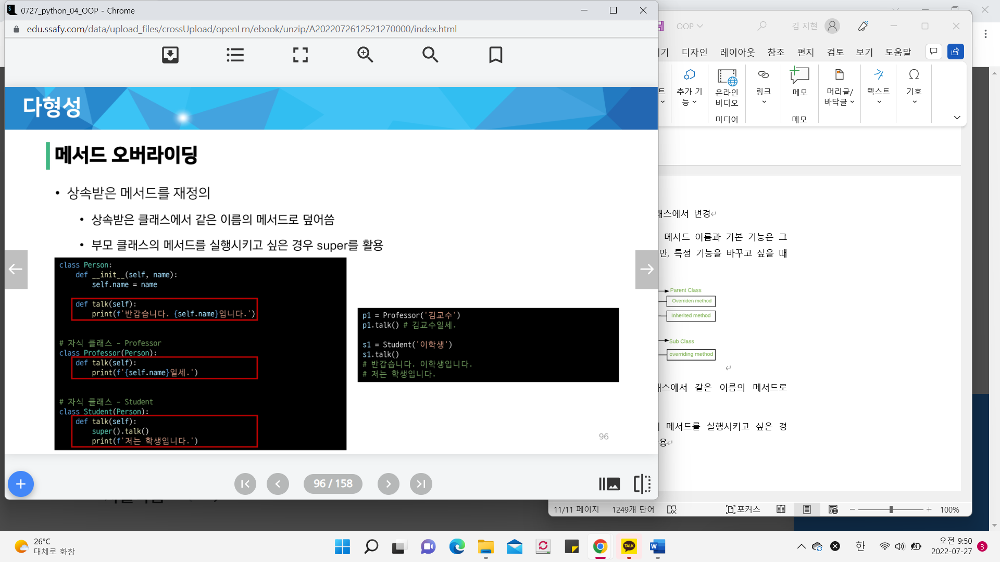 0727_python_04_OOP - Chrome
edu.ssafy.com/data/upload_files/crossUpload/openLrn/ebook/unzip/A2022072612521270000/index.html
다형성
메서드 오버라이딩
• 상속받은 메서드를 재정의
• 상속받은 클래스에서 같은 이름의 메서드로 덮어씀
• 부모 클래스의 메서드를 실행시키고 싶은 경우 super를 활용
class Person:
def __init__(self, name):
self.name = name
def talk(self):
print(f'반갑습니다. {self.name}입니다.')
# 자식 클래스 - Professor
class Professor(Person):
def talk(self):
print(f'{self.name}일세.')
# 자식 클래스 - Student
class Student(Person):
def talk(self):
super().talk()
print(f'저는 학생입니다.')
p1 = Professor('김교수')
p1.talk() # 김교수일세.
s1 = Student('이학생')
s1.talk()
# 반갑습니다. 이학생입니다.
# 저는 학생입니다.
96
96 / 158
OOP
김 지현
디자인 레이아웃 참조 편지 검토 보기 도움말
추가 기능
온라인 비디오
링크
메모
머리글/바닥글
텍스트
기호
미디어
메모
래스에서 변경
메서드 이름과 기본 기능은 그
만, 특정 기능을 바꾸고 싶을 때
Parent Class
Overriden method
Inherited method
Sub Class
overriding method
래스에서 같은 이름의 메서드로
메서드를 실행시키고 싶은 경
용
11/11 페이지 1249개 단어
포커스
100%
26°C
대체로 화창
TALK
한
오전 9:50
2022-07-27
3